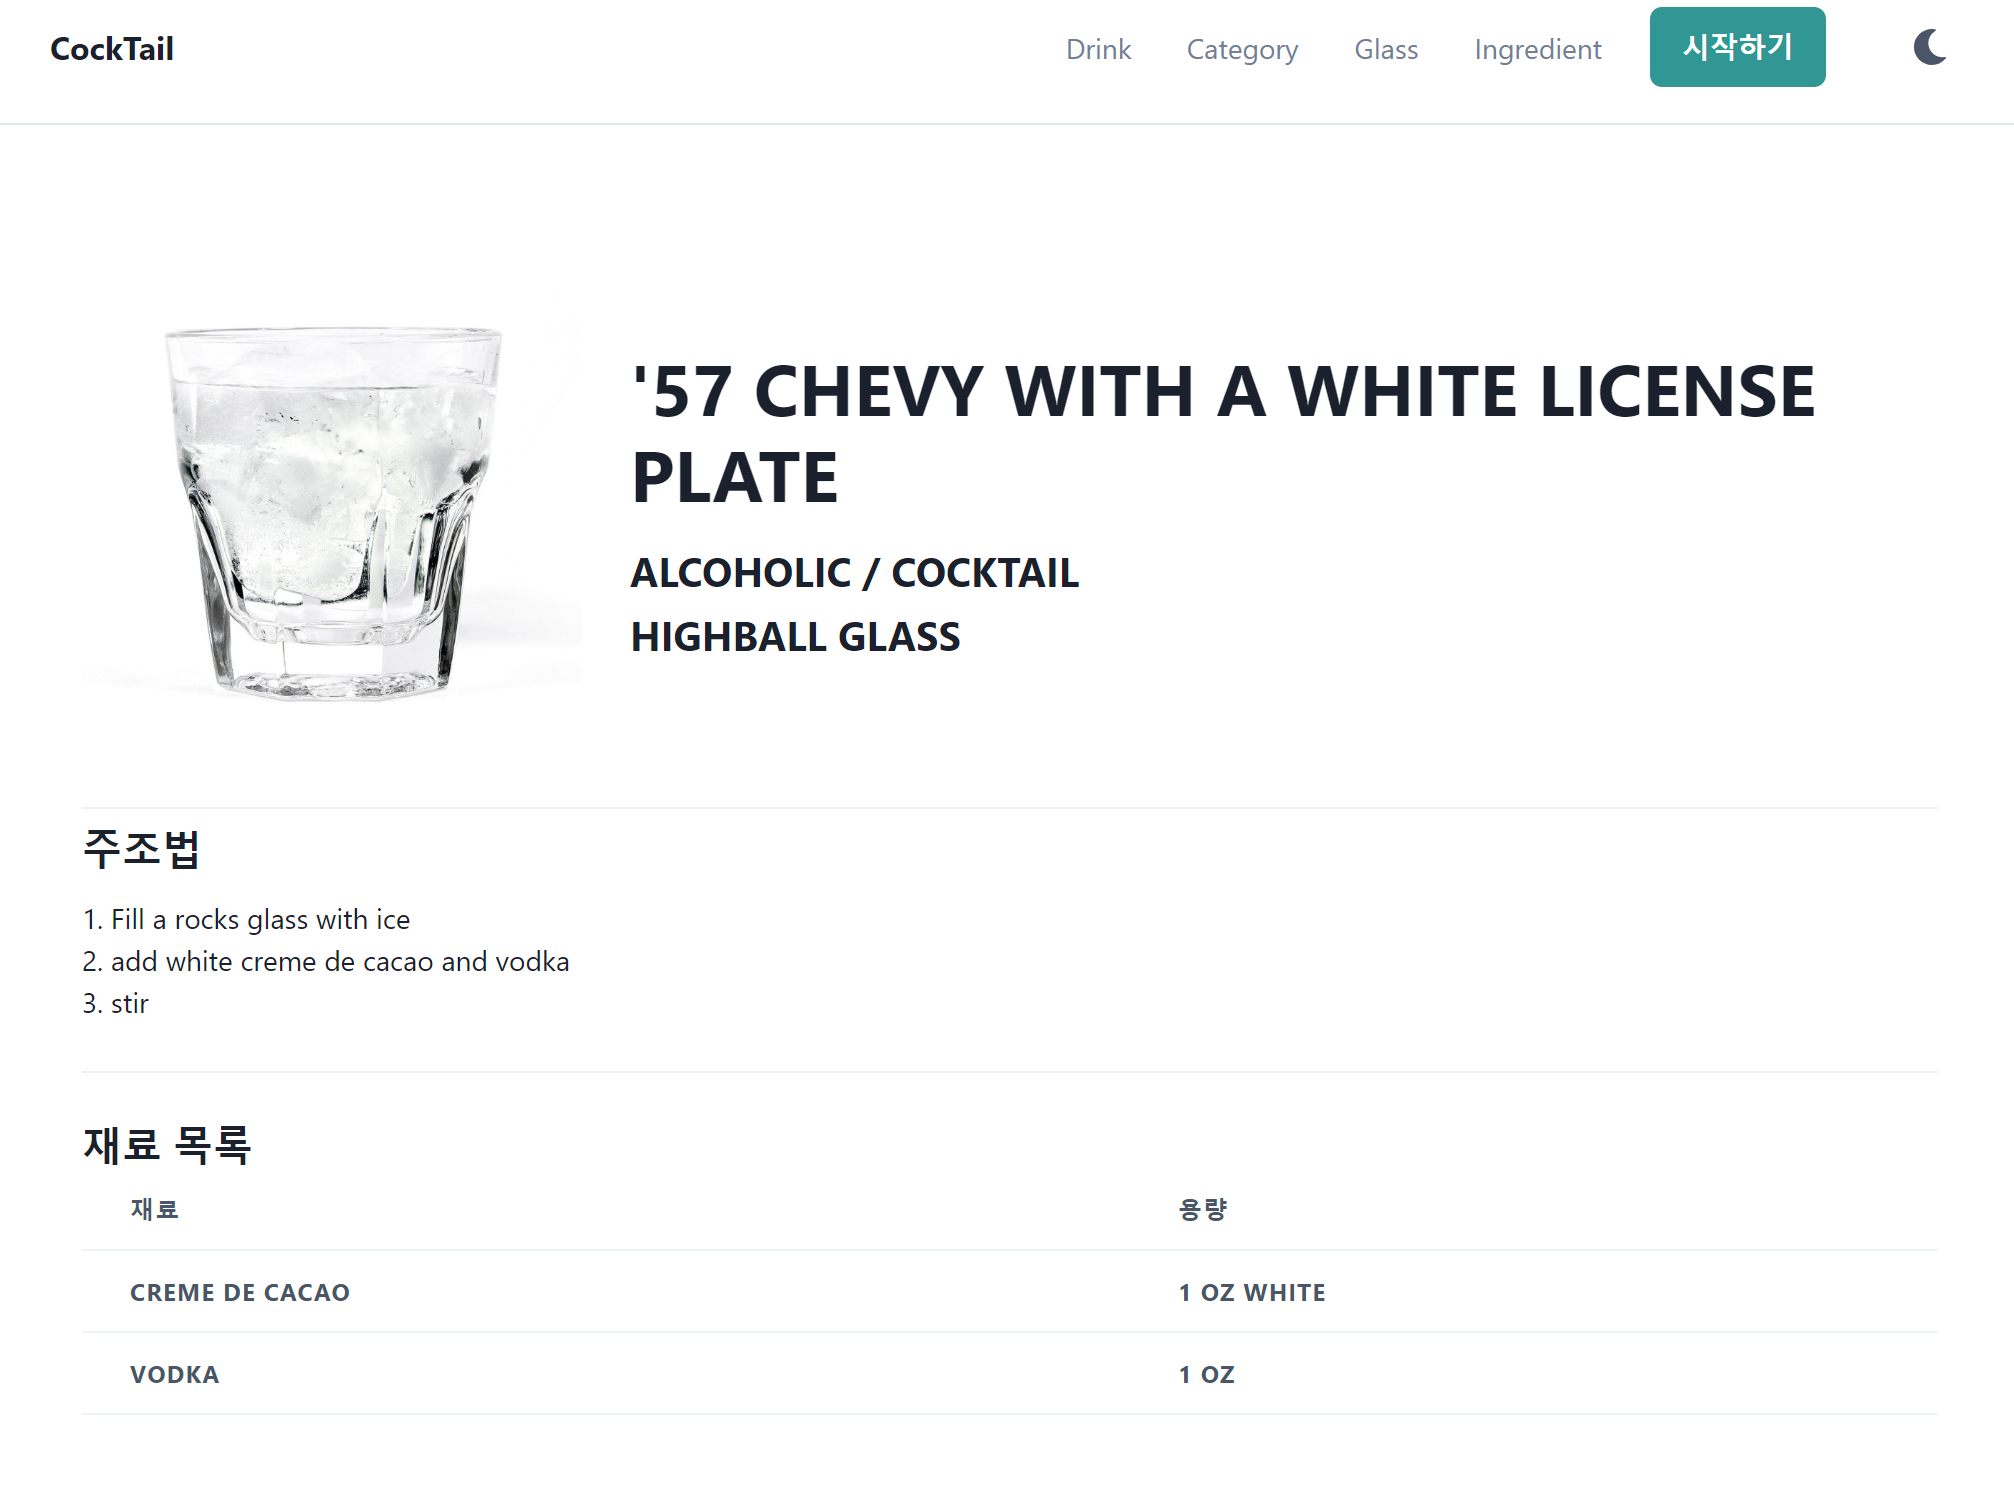 CockTail
Drink Category Glass Ingredient 시작하기
'57 CHEVY WITH A WHITE LICENSE
PLATE
ALCOHOLIC / COCKTAIL
HIGHBALL GLASS
주조법
1. Fill a rocks glass with ice
2. add white creme de cacao and vodka
3. stir
재료 목록
재료 용량
CREME DE CACAO 1 OZ WHITE
VODKA 1 OZ